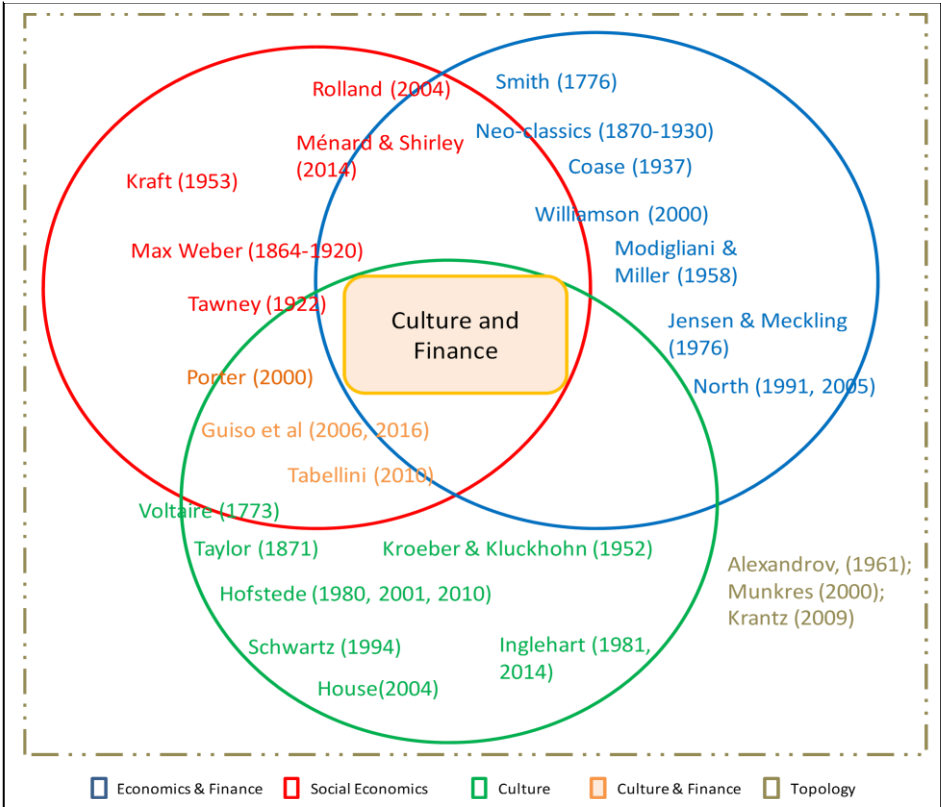 Rolland (2004)
Smith (1776)
Neo-classics (1870-1930)
Ménard & Shirley
(2014)
Coase (1937)
Kraft (1953)
Williamson (2000)
Max Weber (1864-1920)
Modigliani &
Miller (1958)
Tawney (1922)
Culture and
Finance
Jensen & Meckling
(1976)
Porter (2000)
North (1991, 2005)
Guiso et al (2006, 2016)
Tabellini (2010)
Voltaire (1773)
Taylor (1871)
Kroeber & Kluckhohn (1952)
Alexandrov, (1961);
Munkres (2000);
Krantz (2009)
Hofstede (1980, 2001, 2010)
Schwartz (1994)
Inglehart (1981,
2014)
House(2004)
Economics & Finance
Social Economics
Culture
Culture & Finance
Topology